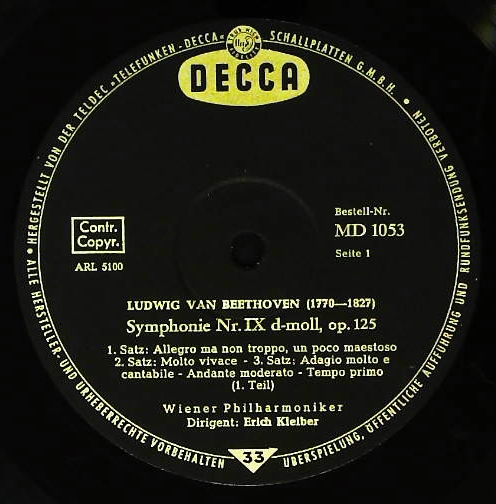 HERGESTELLT VON DER TELDEC »TELEFUNKEN-DECCA« SCHALLPLATTEN G.M.B.H. •
DECCA
Contr.
Copyr.
ARL 5100
Bestell-Nr.
MD 1053
Seite 1
LUDWIG VAN BEETHOVEN (1770—1827)
Symphonie Nr. IX d-moll, op. 125
1. Satz: Allegro ma non troppo, un poco maestoso
2. Satz: Molto vivace - 3. Satz: Adagio molto e
cantabile - Andante moderato - Tempo primo
(1. Teil)
Wiener Philharmoniker
Dirigent: Erich Kleiber
• ALLE HERSTELLER- UND URHEBERRECHTE VORBEHALTEN
33
ÜBERSPIELUNG, ÖFFENTLICHE AUFFÜHRUNG UND RUNDFUNKSENDUNG VERBOTEN